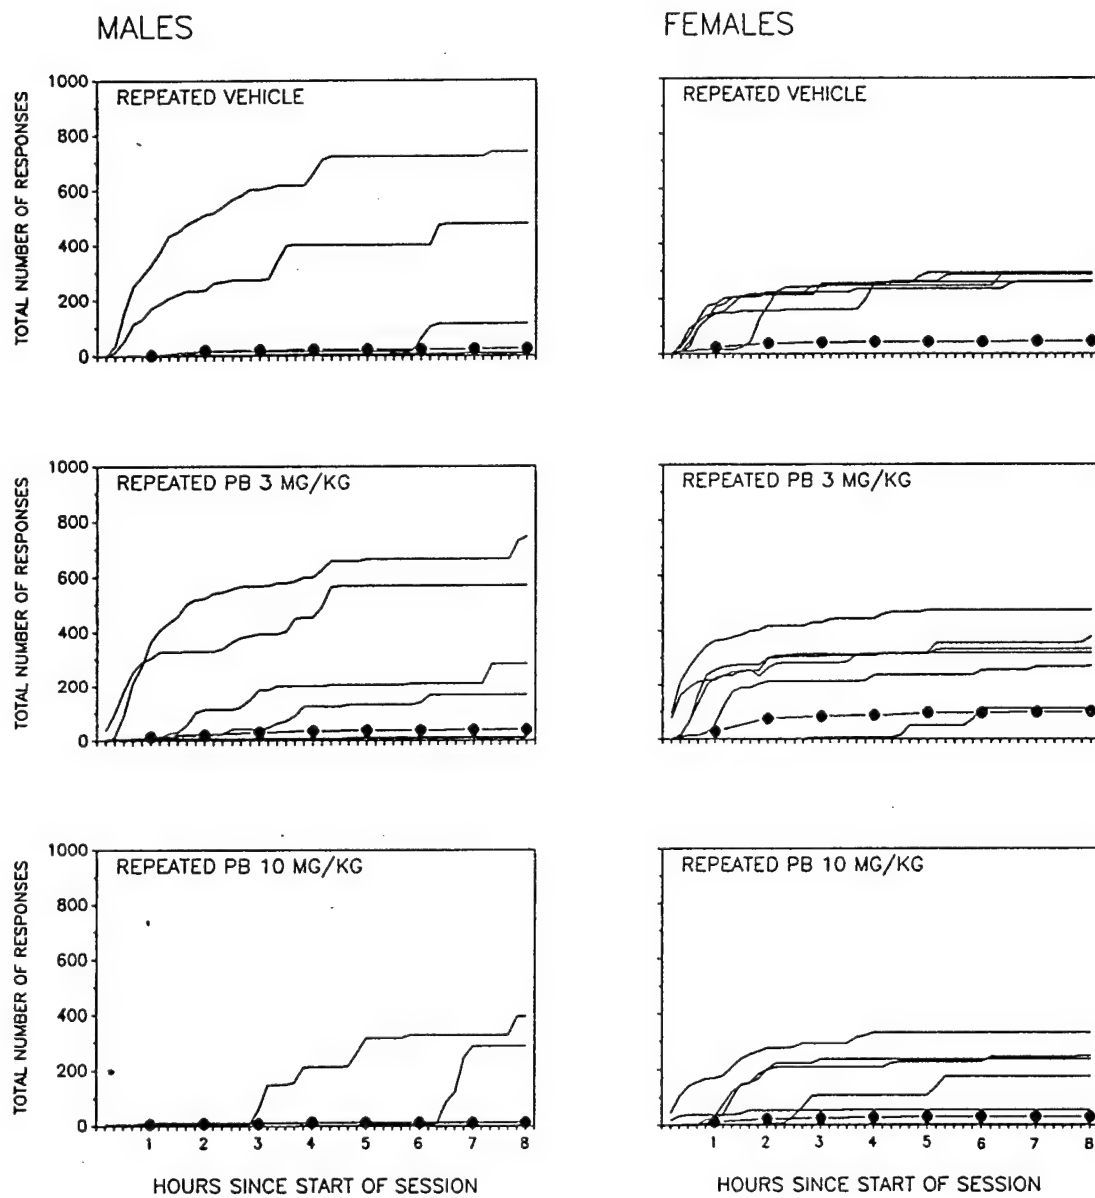 MALES
FEMALES
REPEATED VEHICLE
REPEATED VEHICLE
TOTAL NUMBER OF RESPONSES
1000
800
600
400
200
0
REPEATED PB 3 MG/KG
REPEATED PB 3 MG/KG
TOTAL NUMBER OF RESPONSES
1000
800
600
400
200
0
REPEATED PB 10 MG/KG
REPEATED PB 10 MG/KG
TOTAL NUMBER OF RESPONSES
1000
800
600
400
200
0
1 2 3 4 5 6 7 8
1 2 3 4 5 6 7 8
HOURS SINCE START OF SESSION
HOURS SINCE START OF SESSION